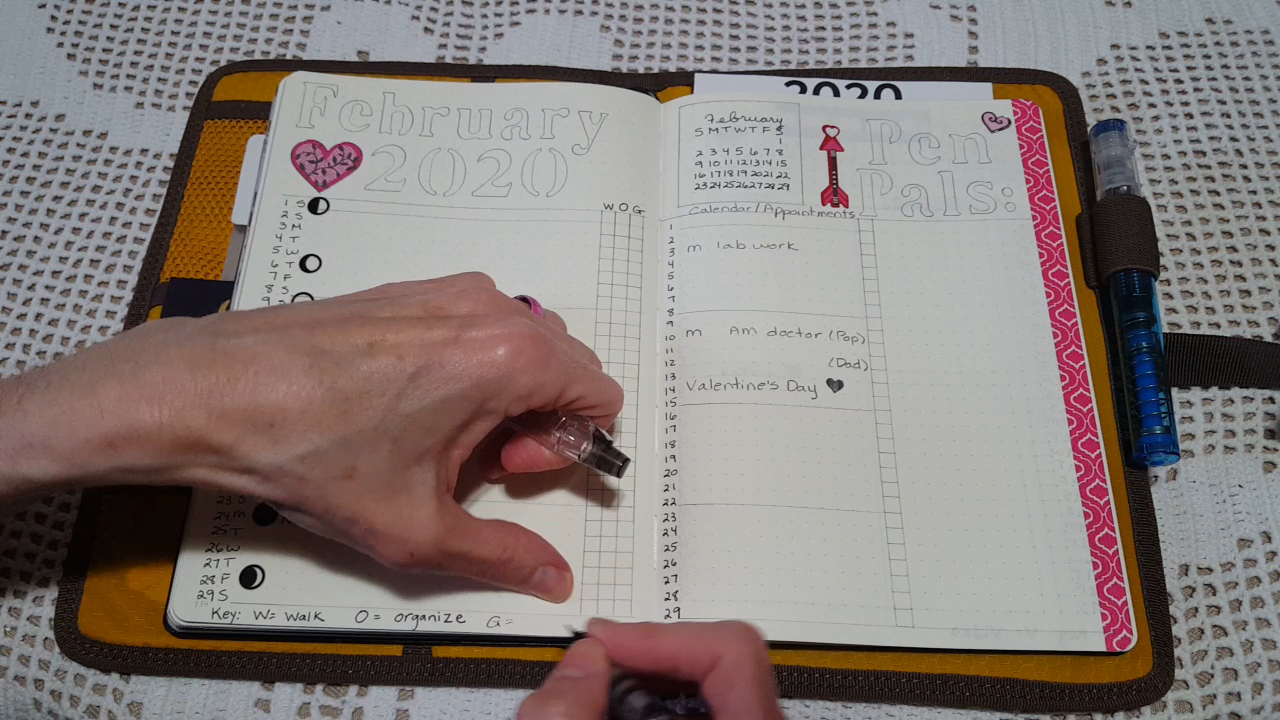 2020
February
2020
W O G
1 S
2 S
3 M
4 T
5 W
6 T
7 F
8 S
9
23 S
24 M
25 T
26 W
27 T
28 F
29 S
Key: W= Walk O = organize G=
February
S M T W T F S
1
2 3 4 5 6 7 8
9 10 11 12 13 14 15
16 17 18 19 20 21 22
23 24 25 26 27 28 29
Pen
Pals:
Calendar/Appointments
1
2
3 m lab work
4
5
6
7
8
9
10 m Am doctor (Pop)
11
12 (Dad)
13
14 Valentine's Day
15
16
17
18
19
20
21
22
23
24
25
26
27
28
29